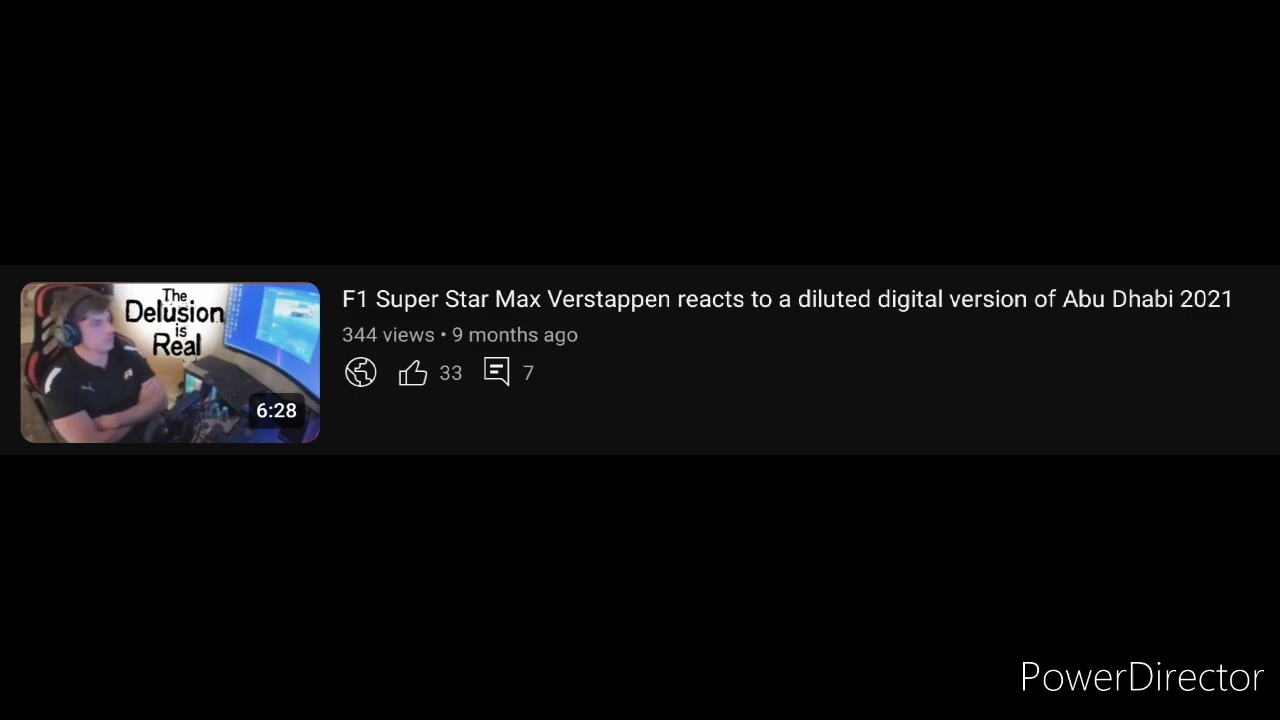 The
Delusion
is
Real
6:28
F1 Super Star Max Verstappen reacts to a diluted digital version of Abu Dhabi 2021
344 views • 9 months ago
33 7
PowerDirector